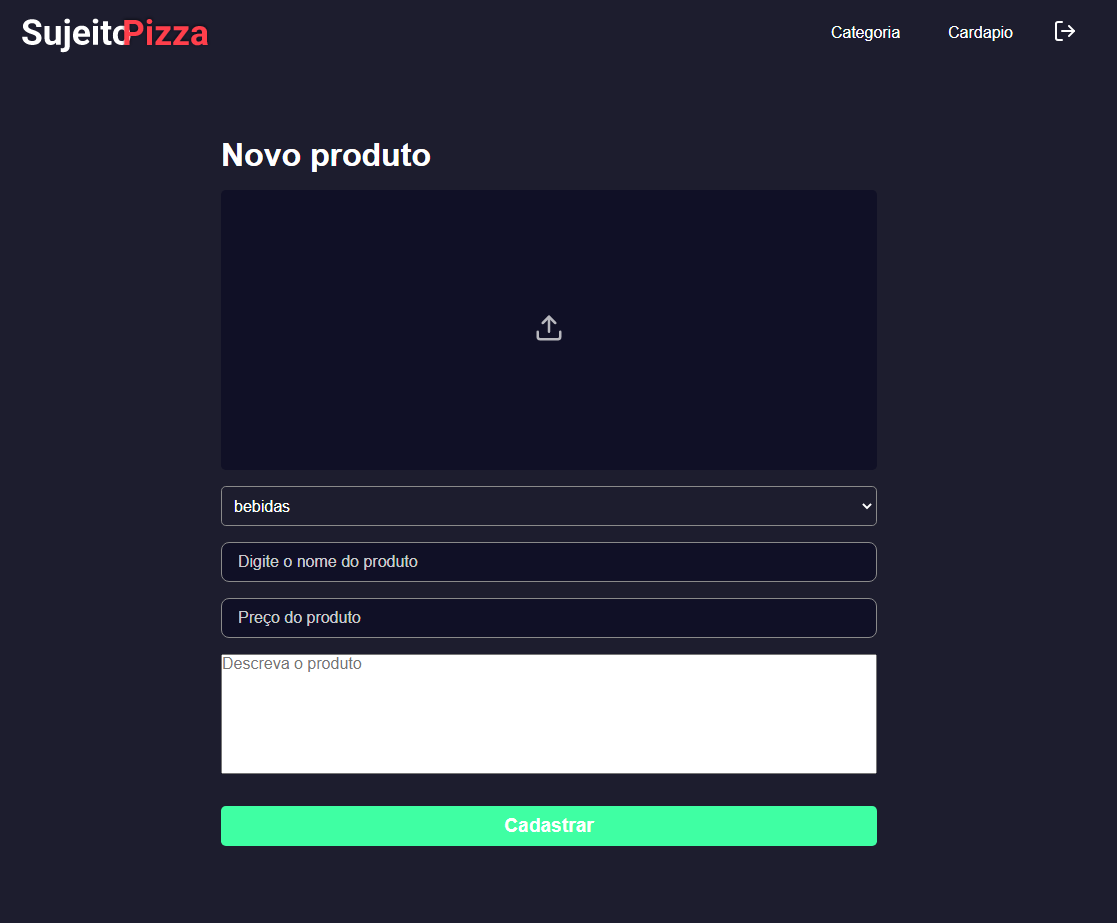 SujeitoPizza
Categoria
Cardapio
Novo produto
bebidas
Digite o nome do produto
Preço do produto
Descreva o produto
Cadastrar